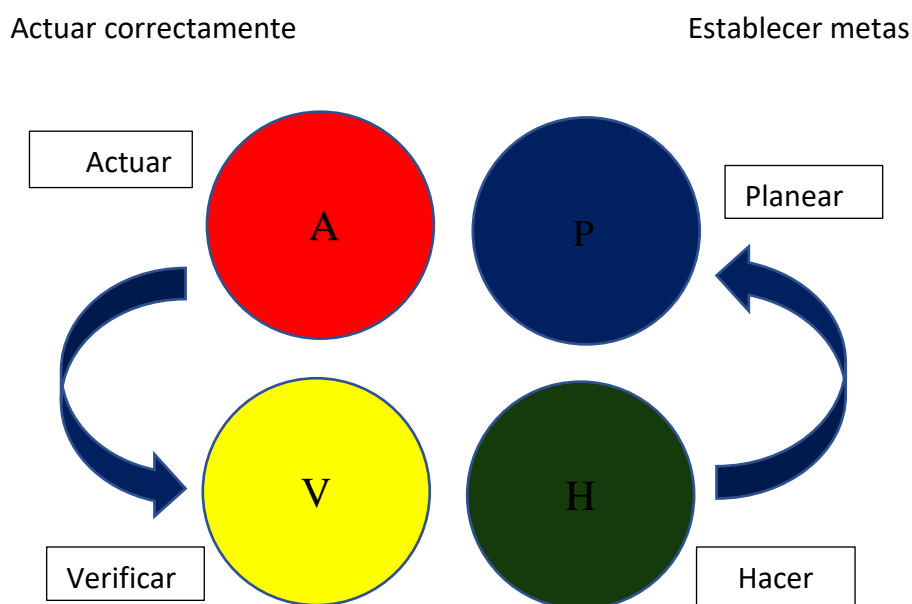 Actuar correctamente
Establecer metas
Actuar
Planear
A
P
V
H
Verificar
Hacer